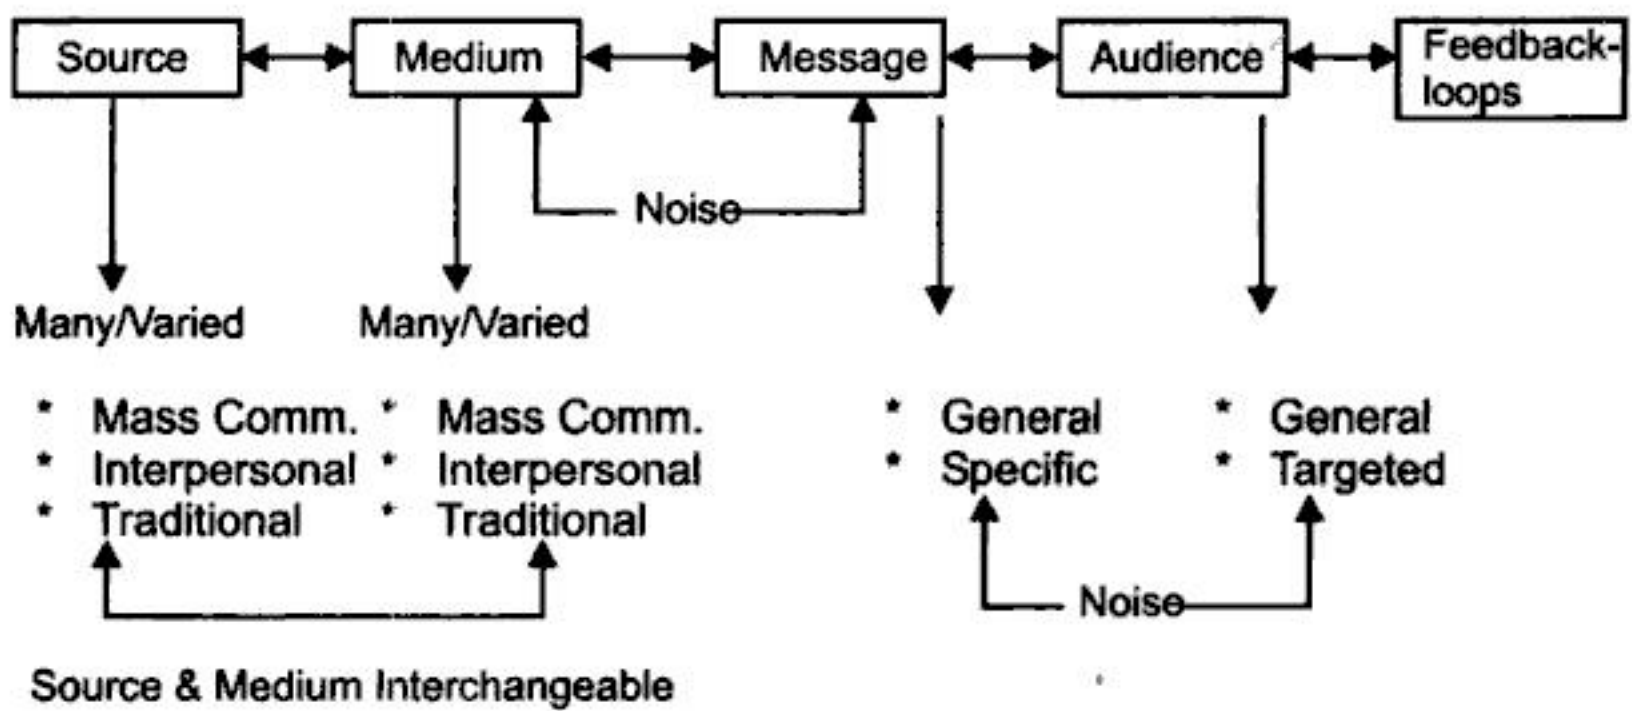 Source
Medium
Message
Audience
Feedback-
loops
Noise
Many/Varied
Many/Varied
* Mass Comm.
* Interpersonal
* Traditional
* Mass Comm.
* Interpersonal
* Traditional
* General
* Specific
* General
* Targeted
Noise
Source & Medium Interchangeable